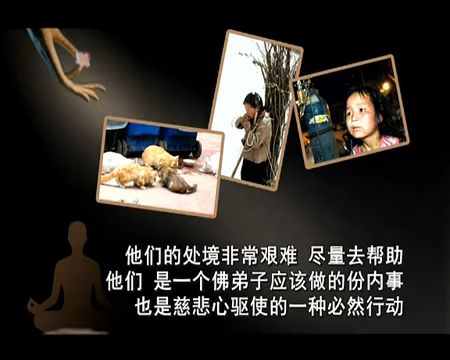 他们的处境非常艰难 尽量去帮助
他们 是一个佛弟子应该做的份内事
也是慈悲心驱使的一种必然行动